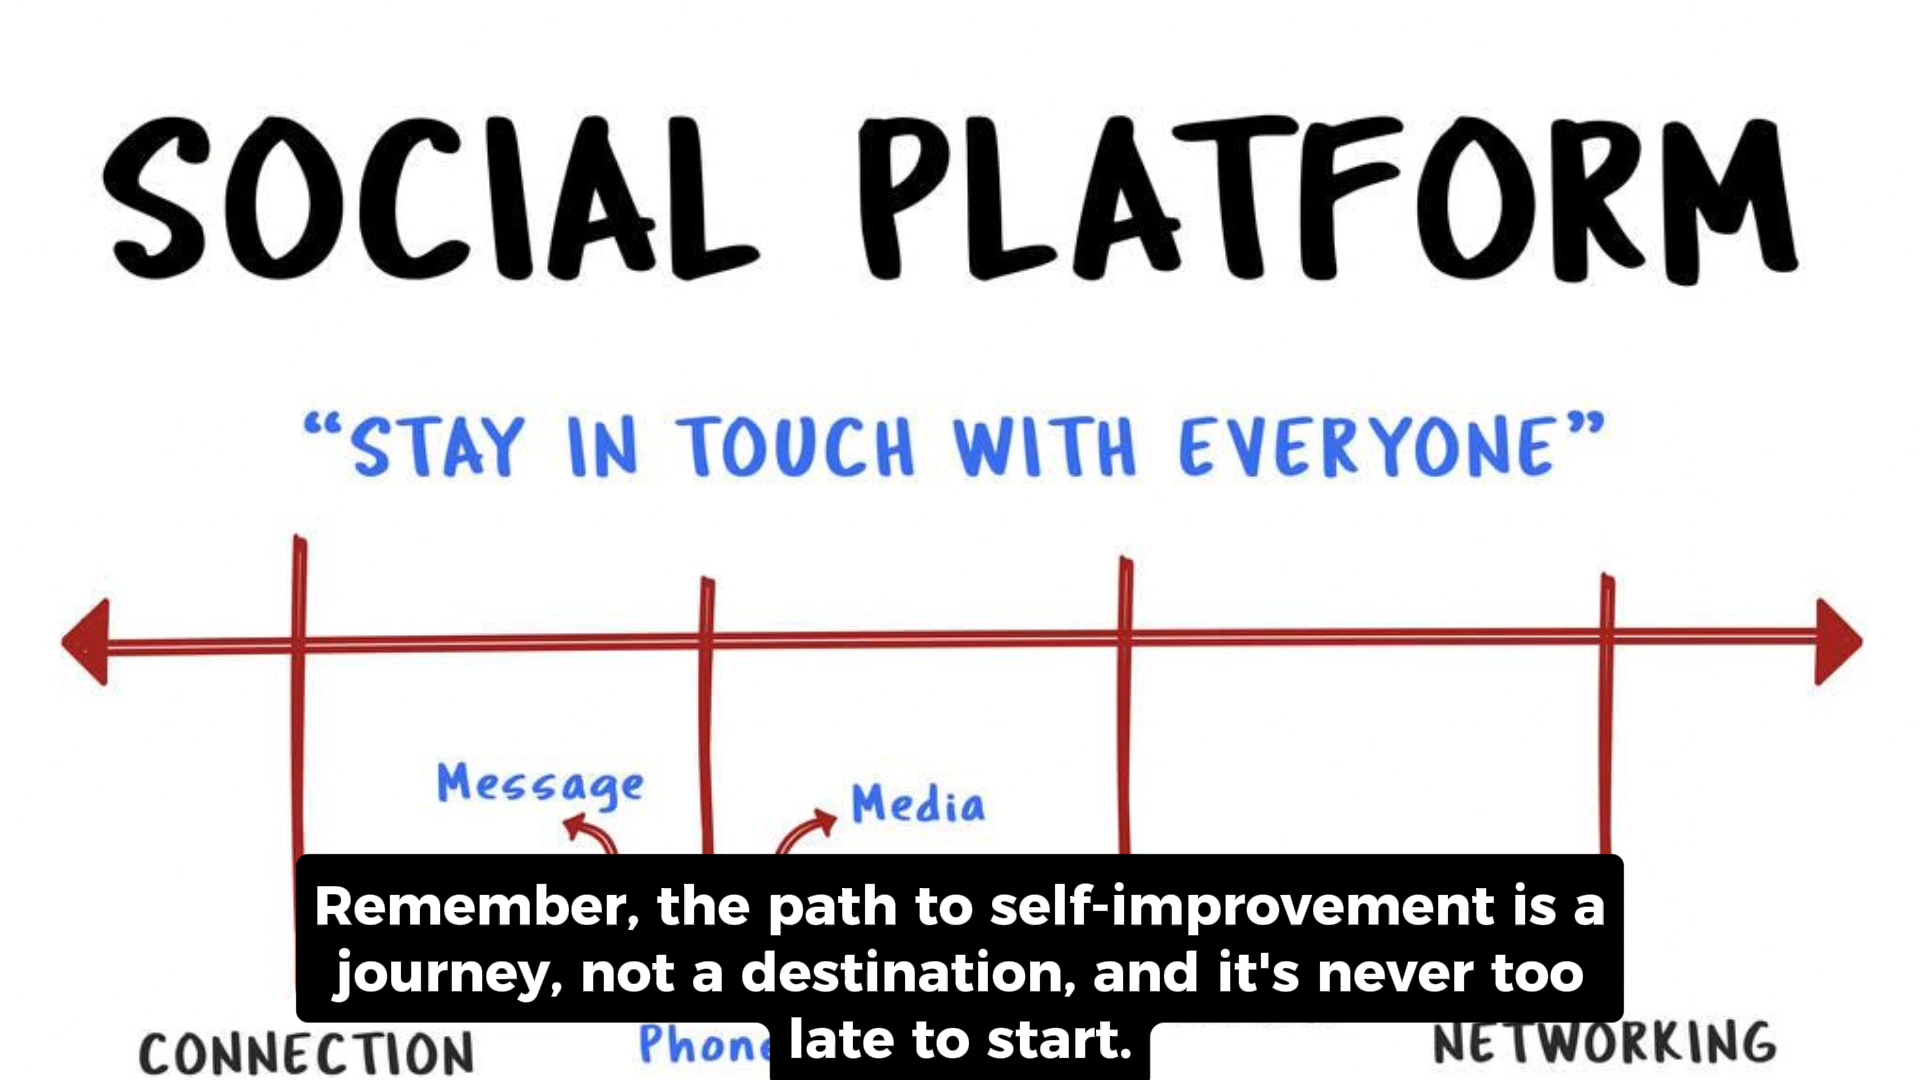 SOCIAL PLATFORM
“STAY IN TOUCH WITH EVERYONE”
Message
Media
Remember, the path to self-improvement is a
journey, not a destination, and it's never too
late to start.
CONNECTION
Phone
NETWORKING